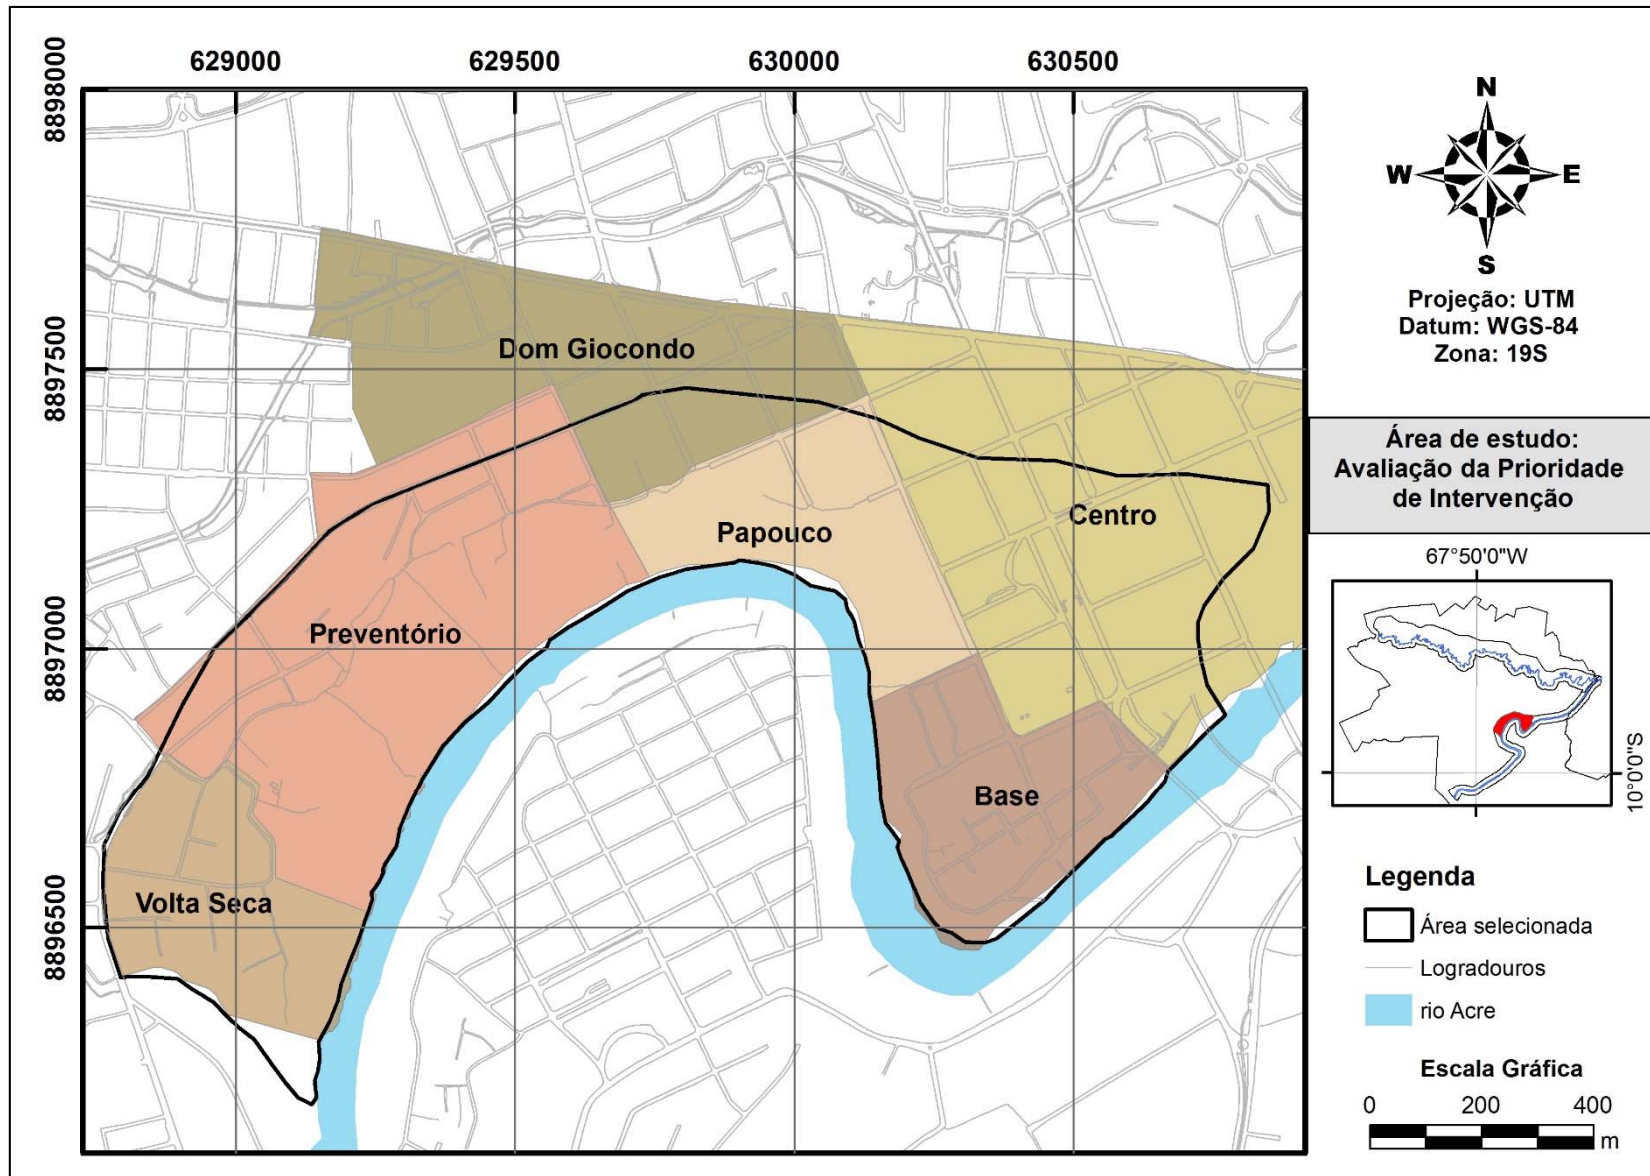 629000
629500
630000
630500
8898000
8897500
8897000
8896500
Dom Giocondo
Papouco
Centro
Preventório
Base
Volta Seca
N
W
E
S
Projeção: UTM
Datum: WGS-84
Zona: 19S
Área de estudo:
Avaliação da Prioridade
de Intervenção
67°50'0"W
10°0'0"S
Legenda
Área selecionada
Logradouros
rio Acre
Escala Gráfica
0 200 400
m